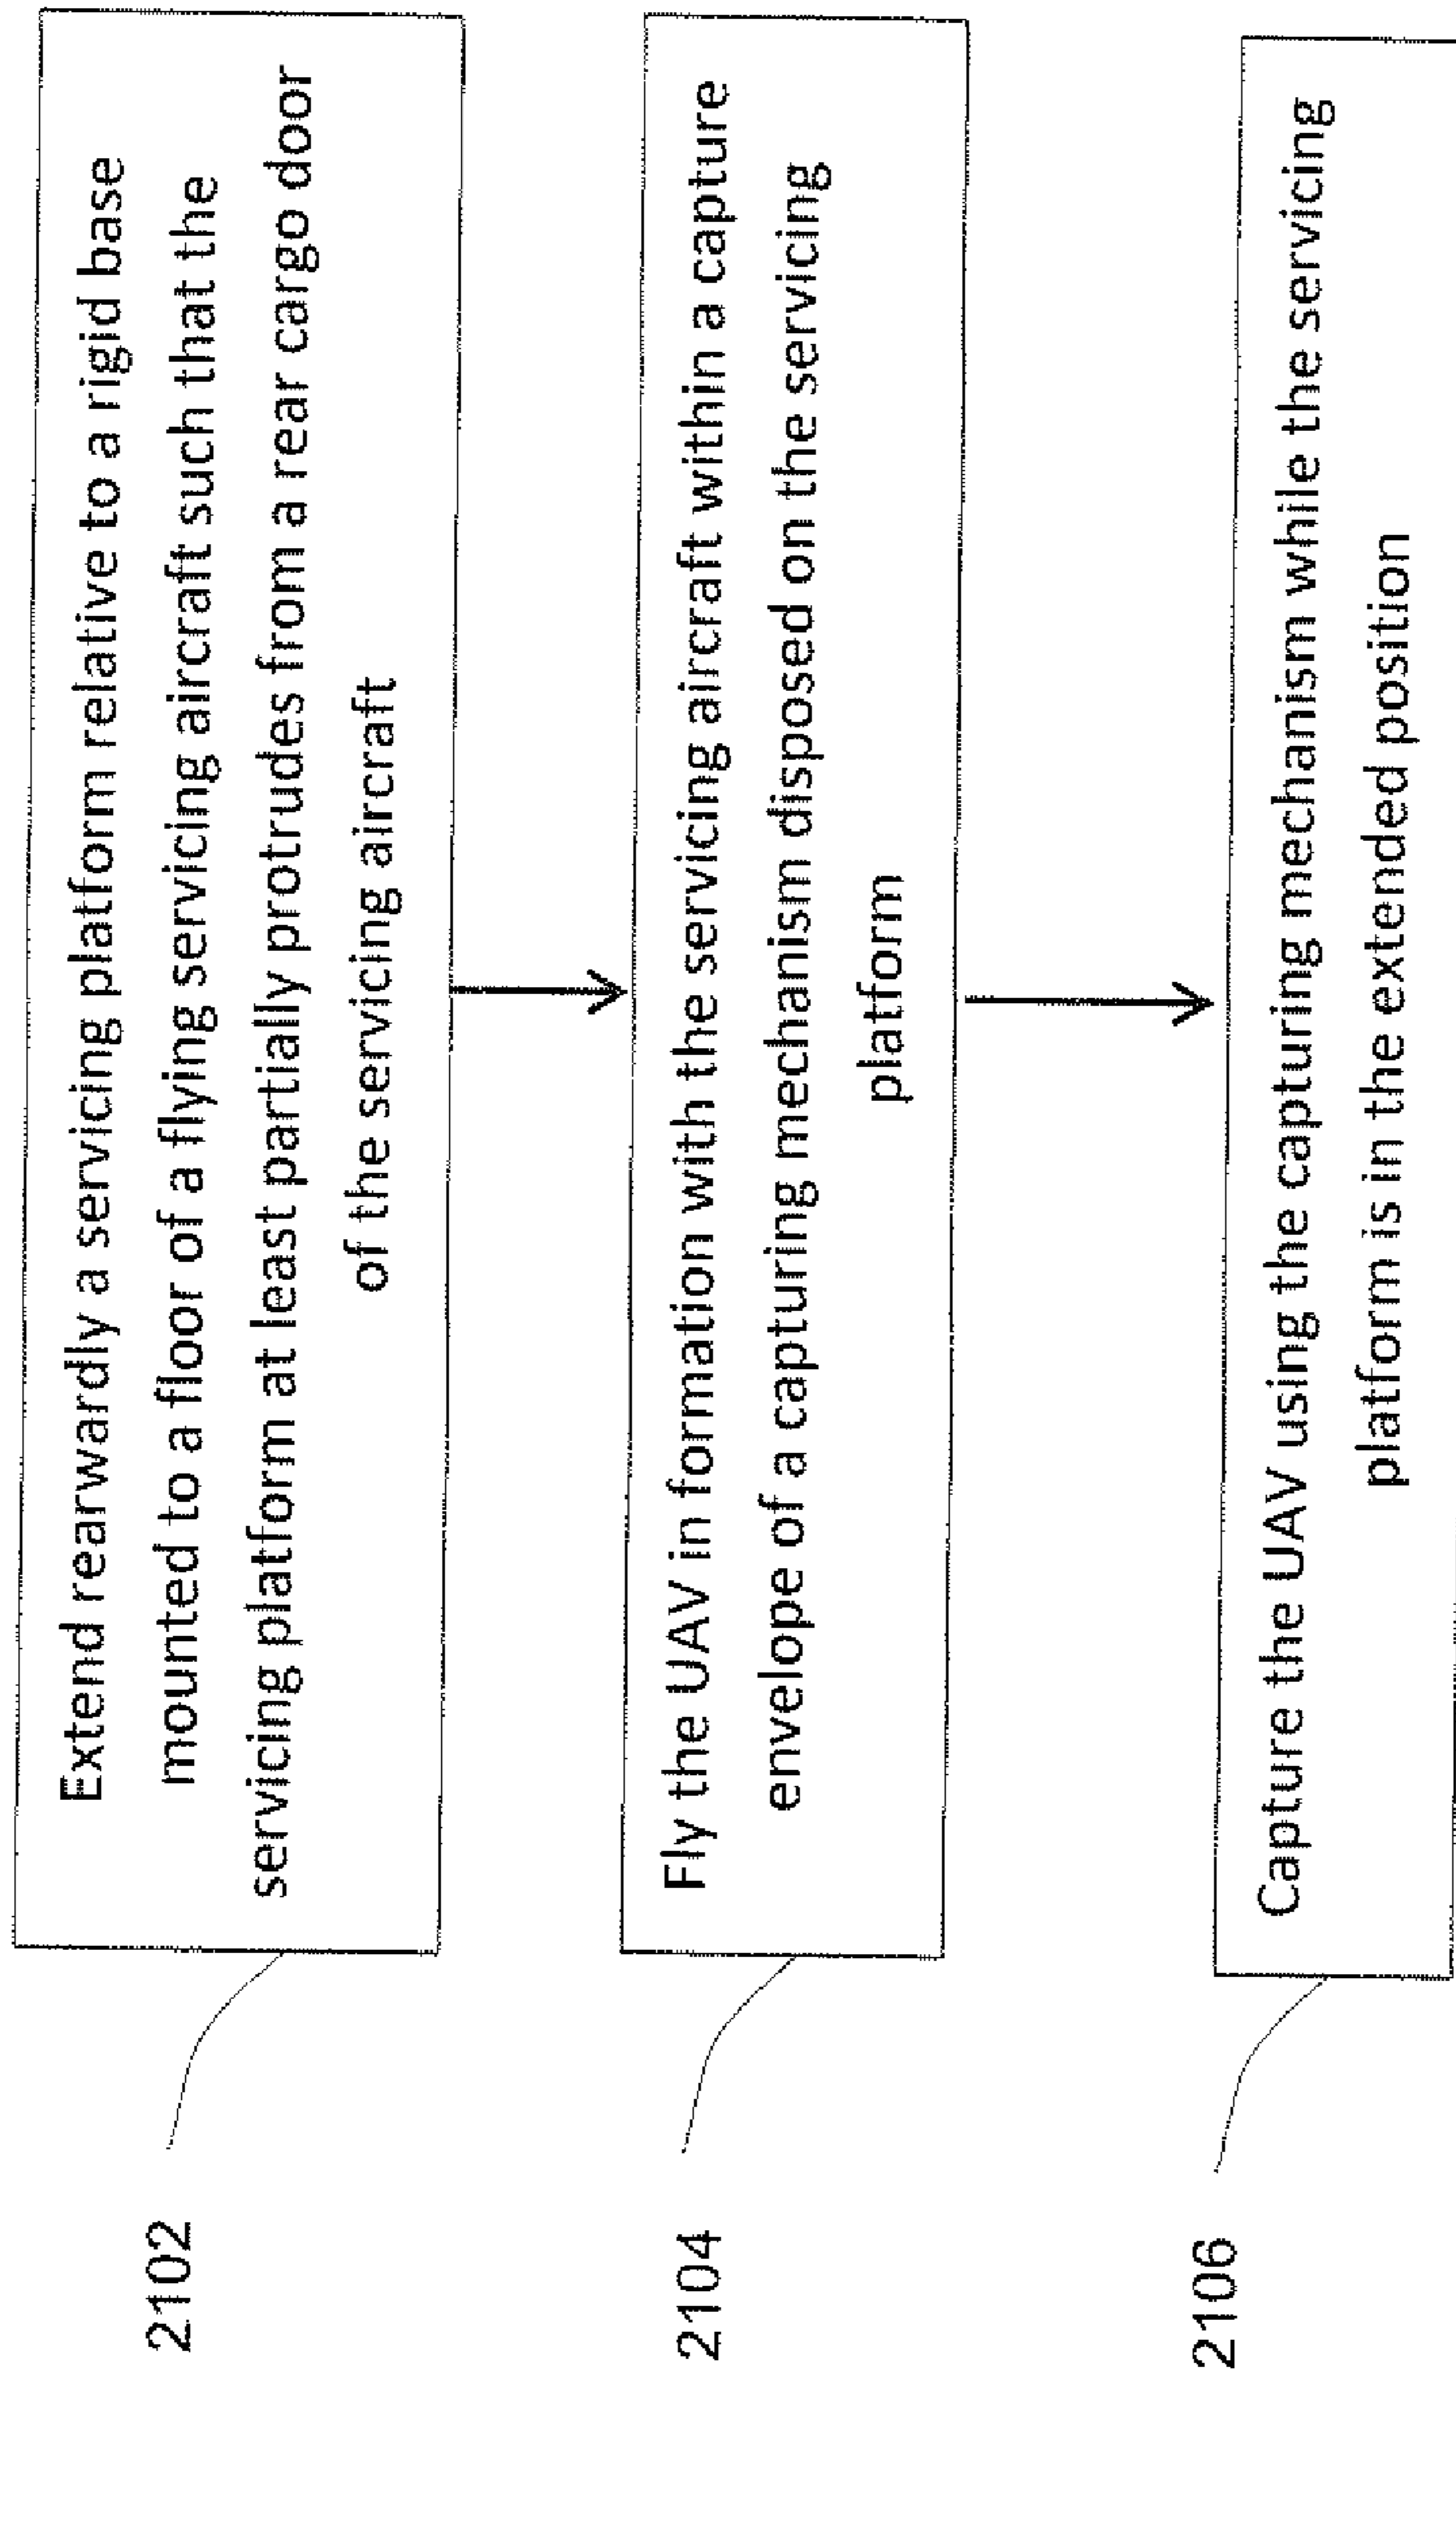 2102
Extend rearwardly a servicing platform relative to a rigid base
mounted to a floor of a flying servicing aircraft such that the
servicing platform at least partially protrudes from a rear cargo door
of the servicing aircraft
2104
Fly the UAV in formation with the servicing aircraft within a capture
envelope of a capturing mechanism disposed on the servicing
platform
2106
Capture the UAV using the capturing mechanism while the servicing
platform is in the extended position